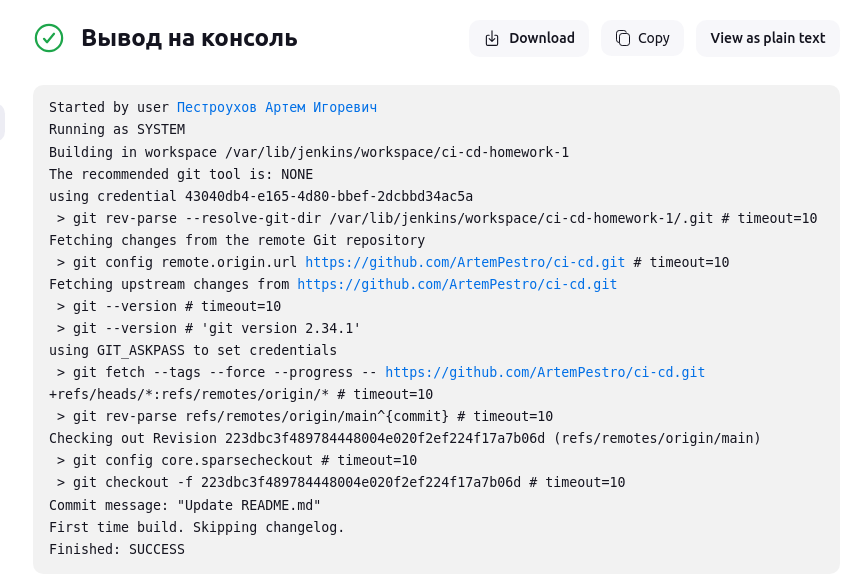 Вывод на консоль
Download
Copy
View as plain text
Started by user Пестроухов Артем Игоревич
Running as SYSTEM
Building in workspace /var/lib/jenkins/workspace/ci-cd-homework-1
The recommended git tool is: NONE
using credential 43040db4-e165-4d80-bbef-2dcbbd34ac5a
 > git rev-parse --resolve-git-dir /var/lib/jenkins/workspace/ci-cd-homework-1/.git # timeout=10
Fetching changes from the remote Git repository
 > git config remote.origin.url https://github.com/ArtemPestro/ci-cd.git # timeout=10
Fetching upstream changes from https://github.com/ArtemPestro/ci-cd.git
 > git --version # timeout=10
 > git --version # 'git version 2.34.1'
using GIT_ASKPASS to set credentials
 > git fetch --tags --force --progress -- https://github.com/ArtemPestro/ci-cd.git
+refs/heads/*:refs/remotes/origin/* # timeout=10
 > git rev-parse refs/remotes/origin/main^{commit} # timeout=10
Checking out Revision 223dbc3f489784448004e020f2ef224f17a7b06d (refs/remotes/origin/main)
 > git config core.sparsecheckout # timeout=10
 > git checkout -f 223dbc3f489784448004e020f2ef224f17a7b06d # timeout=10
Commit message: "Update README.md"
First time build. Skipping changelog.
Finished: SUCCESS